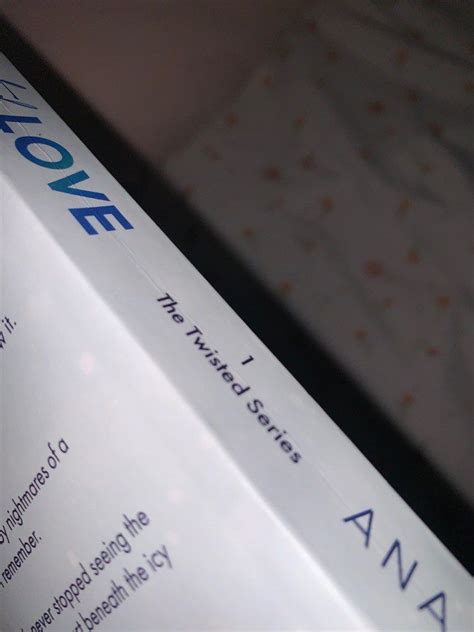 LOVE
1
The Twisted Series
ANA
w it.
by nightmares of a
remember.
never stopped seeing the
beneath the icy